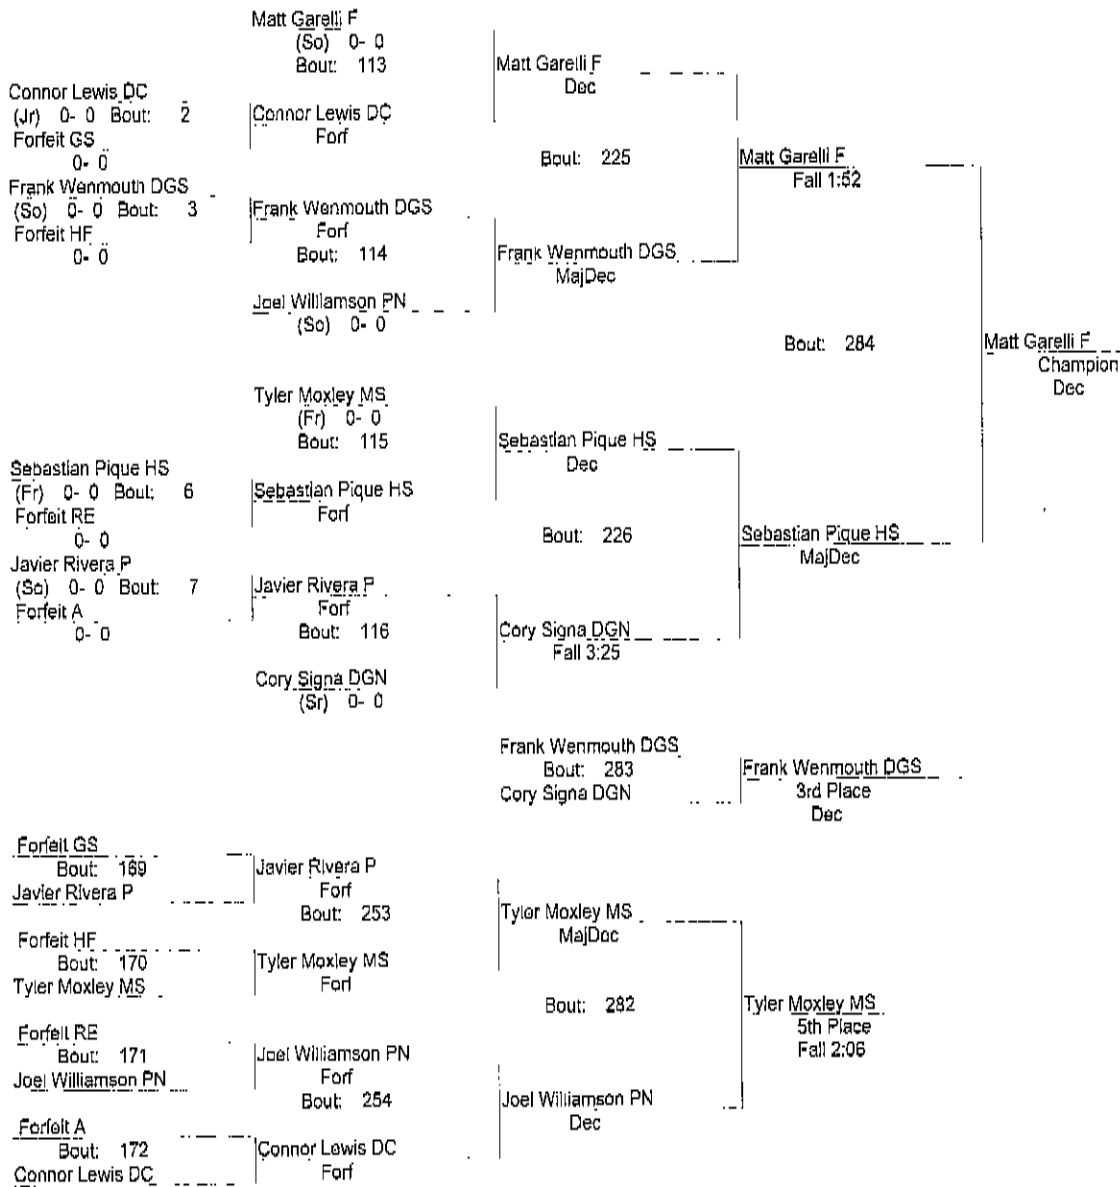 Matt Garelli F
(So) 0- 0
Bout: 113
Matt Garelli F
Dec
Connor Lewis DC
(Jr) 0- 0 Bout: 2
Forfeit GS
0- 0
Connor Lewis DC
Forf
Bout: 225
Matt Garelli F
Fall 1:52
Frank Wenmouth DGS
(So) 0- 0 Bout: 3
Forfeit HF
0- 0
Frank Wenmouth DGS
Forf
Bout: 114
Frank Wenmouth DGS
MajDec
Joel Williamson PN
(So) 0- 0
Bout: 284
Matt Garelli F
Champion
Dec
Tyler Moxley MS
(Fr) 0- 0
Bout: 115
Sebastian Pique HS
Dec
Sebastian Pique HS
(Fr) 0- 0 Bout: 6
Forfeit RE
0- 0
Sebastian Pique HS
Forf
Bout: 226
Sebastian Pique HS
MajDec
Javier Rivera P
(So) 0- 0 Bout: 7
Forfeit A
0- 0
Javier Rivera P
Forf
Bout: 116
Cory Signa DGN
Fall 3:25
Cory Signa DGN
(Sr) 0- 0
Frank Wenmouth DGS
Bout: 283
Cory Signa DGN
Frank Wenmouth DGS
3rd Place
Dec
Forfeit GS
Bout: 169
Javier Rivera P
Javier Rivera P
Forf
Bout: 253
Tyler Moxley MS
MajDec
Forfeit HF
Bout: 170
Tyler Moxley MS
Tyler Moxley MS
Forf
Bout: 282
Tyler Moxley MS
5th Place
Fall 2:06
Forfeit RE
Bout: 171
Joel Williamson PN
Joel Williamson PN
Forf
Bout: 254
Joel Williamson PN
Dec
Forfeit A
Bout: 172
Connor Lewis DC
Connor Lewis DC
Forf